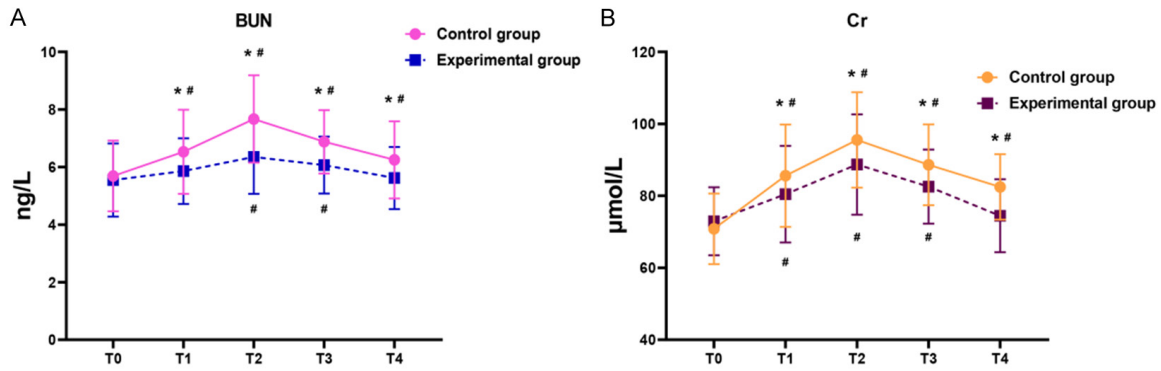 A
BUN
Control group
Experimental group
ng/L
10
8
6
4
2
0
* #
* #
* #
* #
#
#
T0 T1 T2 T3 T4
B
Cr
Control group
Experimental group
μmol/L
120
100
80
60
40
* #
* #
* #
* #
#
#
#
T0 T1 T2 T3 T4